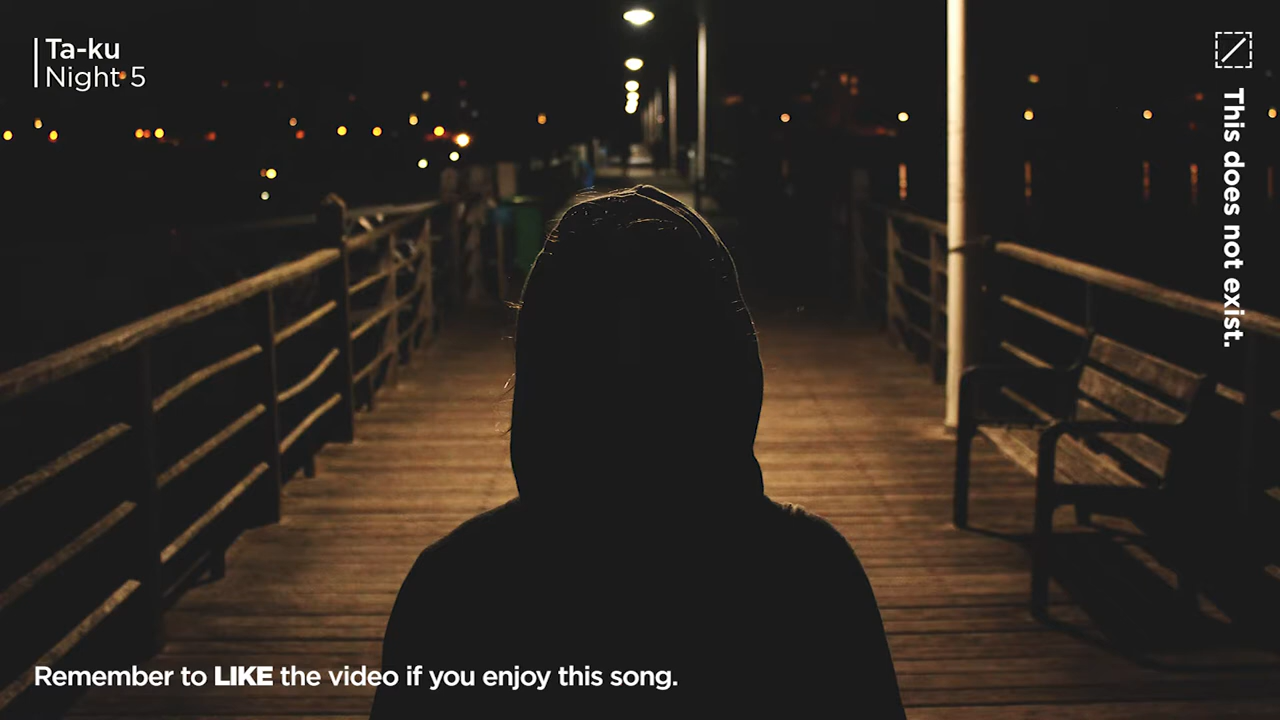 Ta-ku
Night 5
This does not exist.
Remember to LIKE the video if you enjoy this song.